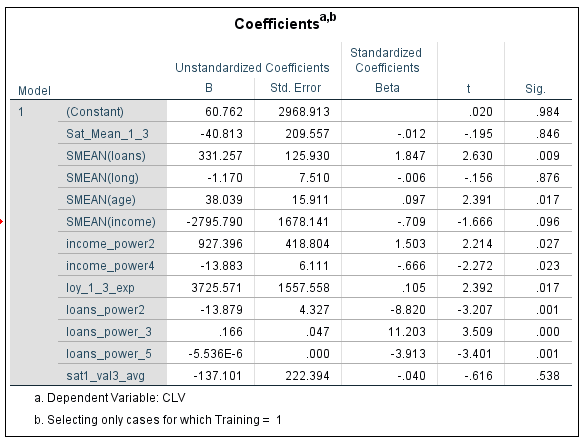 Coefficientsa,b
Model Unstandardized Coefficients Standardized Coefficients t Sig.
B Std. Error Beta
1 (Constant) 60.762 2968.913 .020 .984
Sat_Mean_1_3 -40.813 209.557 -.012 -.195 .846
SMEAN(loans) 331.257 125.930 1.847 2.630 .009
SMEAN(long) -1.170 7.510 -.006 -.156 .876
SMEAN(age) 38.039 15.911 .097 2.391 .017
SMEAN(income) -2795.790 1678.141 -.709 -1.666 .096
income_power2 927.396 418.804 1.503 2.214 .027
income_power4 -13.883 6.111 -.666 -2.272 .023
loy_1_3_exp 3725.571 1557.558 .105 2.392 .017
loans_power2 -13.879 4.327 -8.820 -3.207 .001
loans_power_3 .166 .047 11.203 3.509 .000
loans_power_5 -5.536E-6 .000 -3.913 -3.401 .001
sat1_val3_avg -137.101 222.394 -.040 -.616 .538
a. Dependent Variable: CLV
b. Selecting only cases for which Training = 1